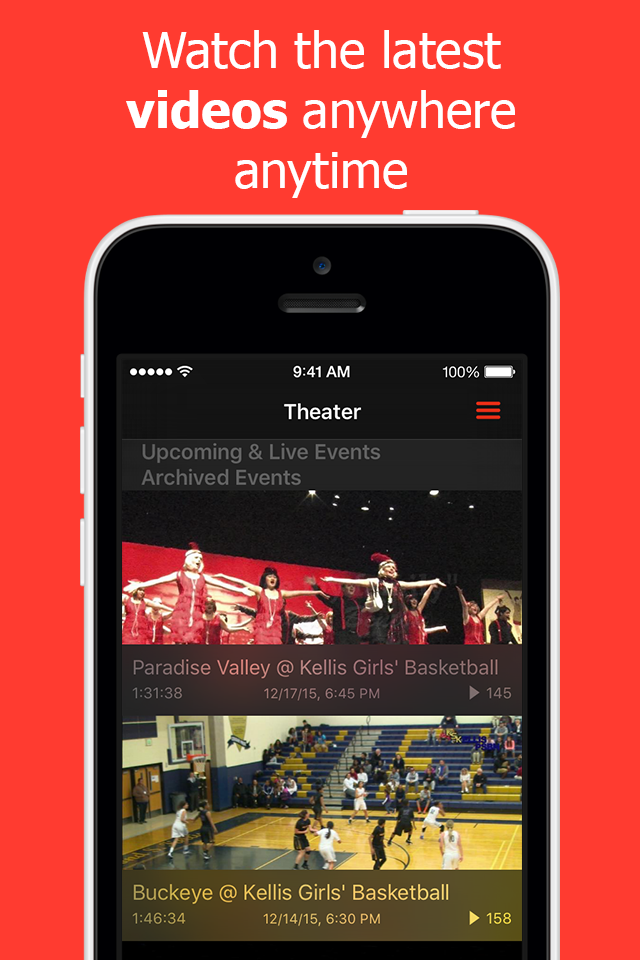 Watch the latest
videos anywhere
anytime
9:41 AM
100%
Theater
Upcoming & Live Events
Archived Events
Paradise Valley @ Kellis Girls' Basketball
1:31:38
12/17/15, 6:45 PM
145
Buckeye @ Kellis Girls' Basketball
1:46:34
12/14/15, 6:30 PM
158